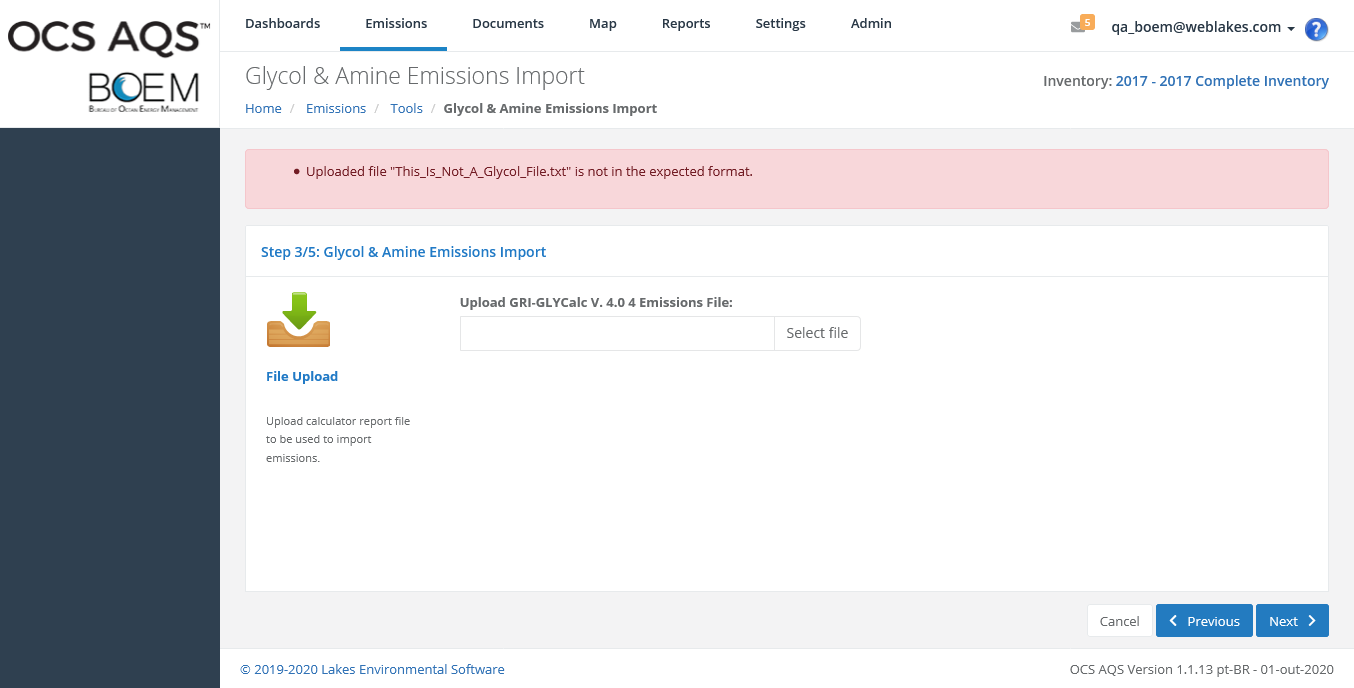 OCS AQS™
BOEM
Bureau of Ocean Energy Management
Dashboards Emissions Documents Map Reports Settings Admin
5 qa_boem@weblakes.com ?
Glycol & Amine Emissions Import
Inventory: 2017 - 2017 Complete Inventory
Home / Emissions / Tools / Glycol & Amine Emissions Import
• Uploaded file "This_Is_Not_A_Glycol_File.txt" is not in the expected format.
Step 3/5: Glycol & Amine Emissions Import
Upload GRI-GLYCalc V. 4.0 4 Emissions File:
Select file
File Upload
Upload calculator report file
to be used to import
emissions.
Cancel Previous Next
© 2019-2020 Lakes Environmental Software
OCS AQS Version 1.1.13 pt-BR - 01-out-2020